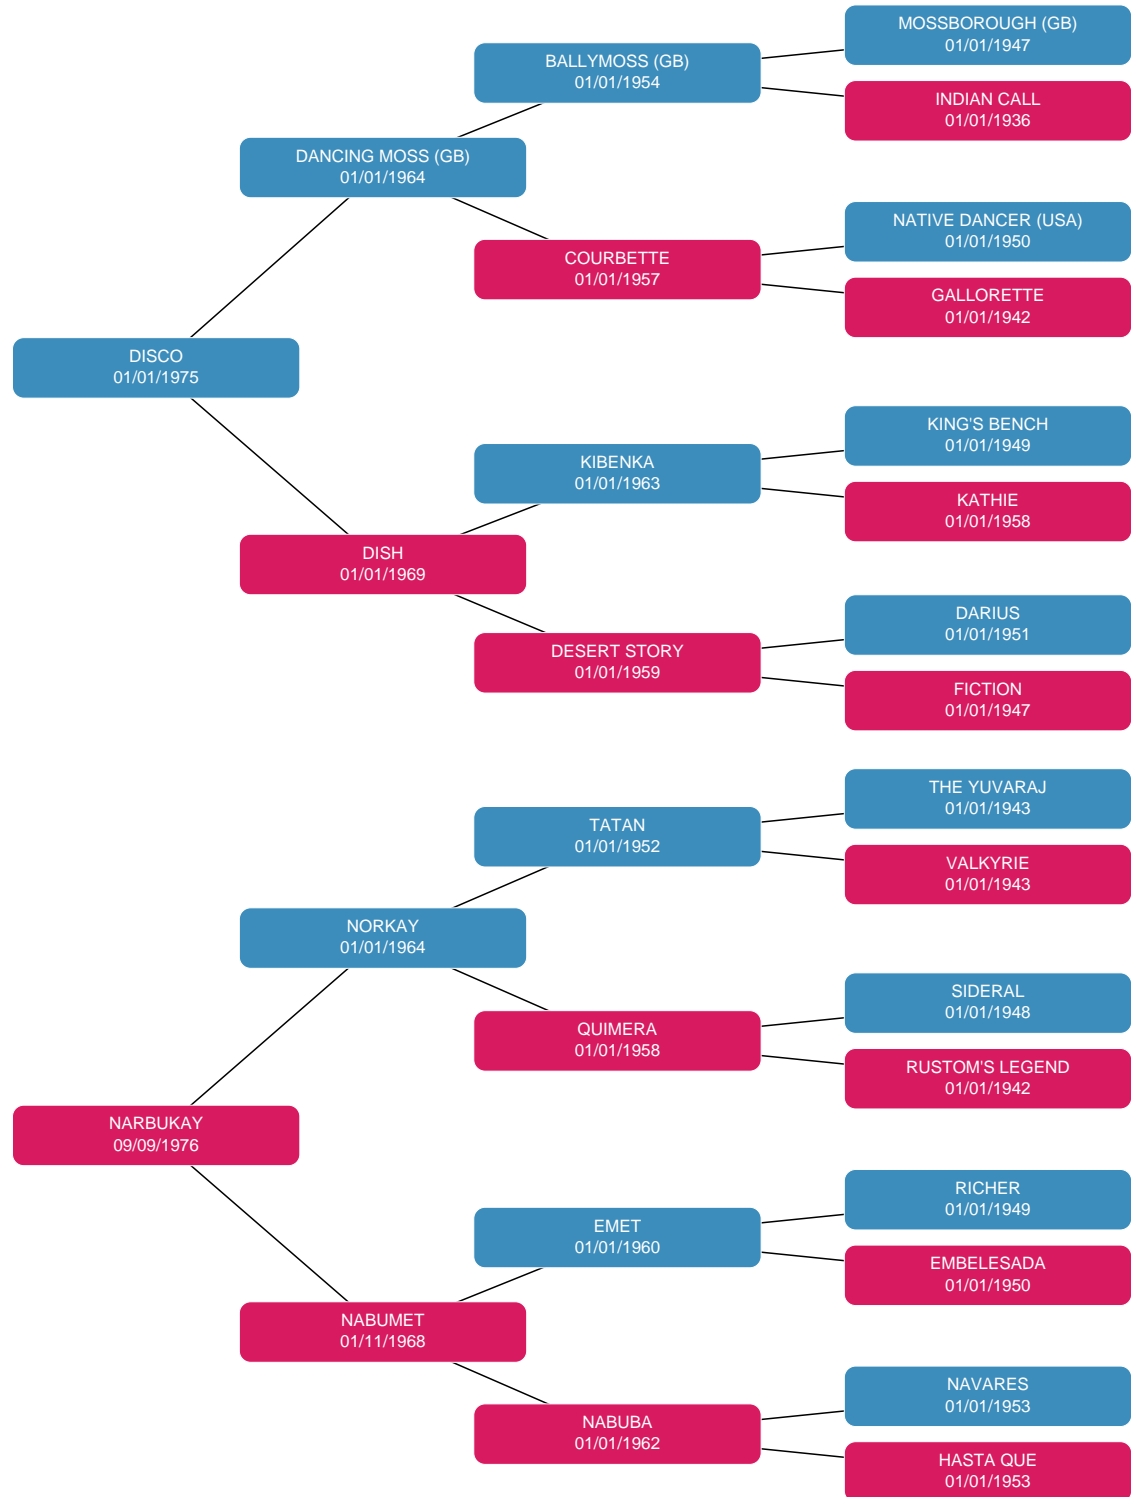 MOSSBOROUGH (GB)
01/01/1947
BALLYMOSS (GB)
01/01/1954
INDIAN CALL
01/01/1936
DANCING MOSS (GB)
01/01/1964
NATIVE DANCER (USA)
01/01/1950
COURBETTE
01/01/1957
GALLORETTE
01/01/1942
DISCO
01/01/1975
KING'S BENCH
01/01/1949
KIBENKA
01/01/1963
KATHIE
01/01/1958
DISH
01/01/1969
DARIUS
01/01/1951
DESERT STORY
01/01/1959
FICTION
01/01/1947
THE YUVARAJ
01/01/1943
TATAN
01/01/1952
VALKYRIE
01/01/1943
NORKAY
01/01/1964
SIDERAL
01/01/1948
QUIMERA
01/01/1958
RUSTOM'S LEGEND
01/01/1942
NARBUKAY
09/09/1976
RICHER
01/01/1949
EMET
01/01/1960
EMBELESADA
01/01/1950
NABUMET
01/11/1968
NAVARES
01/01/1953
NABUBA
01/01/1962
HASTA QUE
01/01/1953